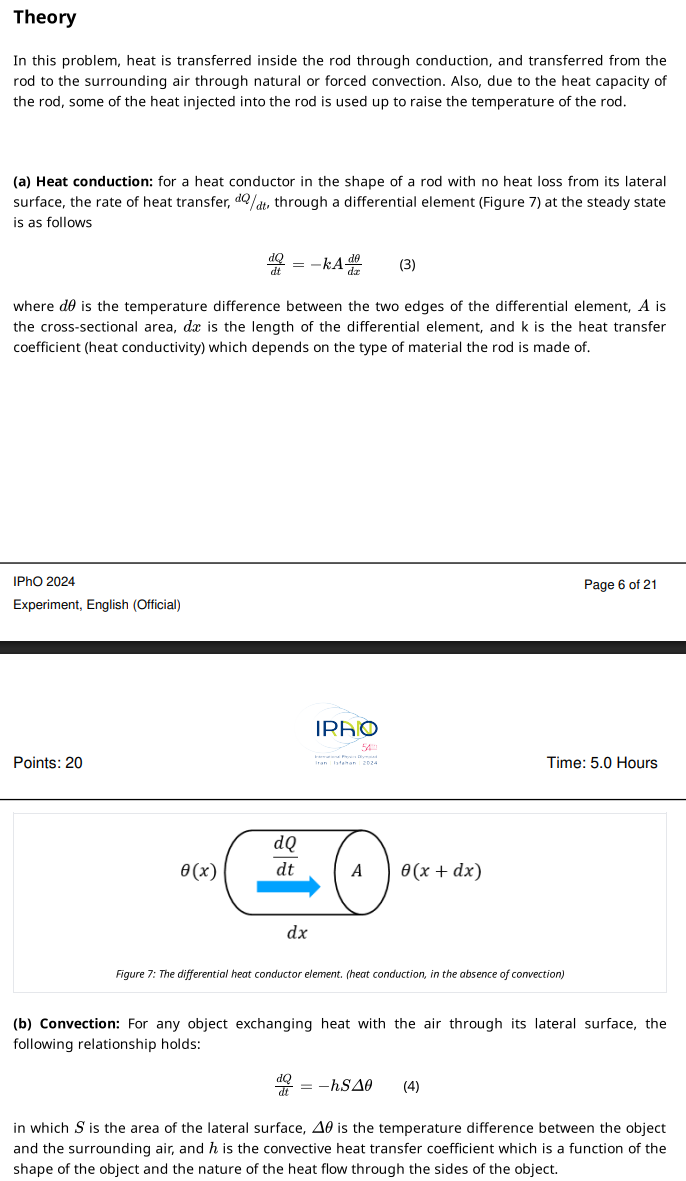 Theory
In this problem, heat is transferred inside the rod through conduction, and transferred from the
rod to the surrounding air through natural or forced convection. Also, due to the heat capacity of
the rod, some of the heat injected into the rod is used up to raise the temperature of the rod.
(a) Heat conduction: for a heat conductor in the shape of a rod with no heat loss from its lateral
surface, the rate of heat transfer, dQ/dt, through a differential element (Figure 7) at the steady state
is as follows
dQ/dt = −kA dθ/dx (3)
where dθ is the temperature difference between the two edges of the differential element, A is
the cross-sectional area, dx is the length of the differential element, and k is the heat transfer
coefficient (heat conductivity) which depends on the type of material the rod is made of.
IPhO 2024
Page 6 of 21
Experiment, English (Official)
IPhO
International Physics Olympiad
Iran - Isfahan - 2024
Points: 20
Time: 5.0 Hours
θ(x) dQ/dt A θ(x + dx)
dx
Figure 7: The differential heat conductor element. (heat conduction, in the absence of convection)
(b) Convection: For any object exchanging heat with the air through its lateral surface, the
following relationship holds:
dQ/dt = −hSΔθ (4)
in which S is the area of the lateral surface, Δθ is the temperature difference between the object
and the surrounding air, and h is the convective heat transfer coefficient which is a function of the
shape of the object and the nature of the heat flow through the sides of the object.